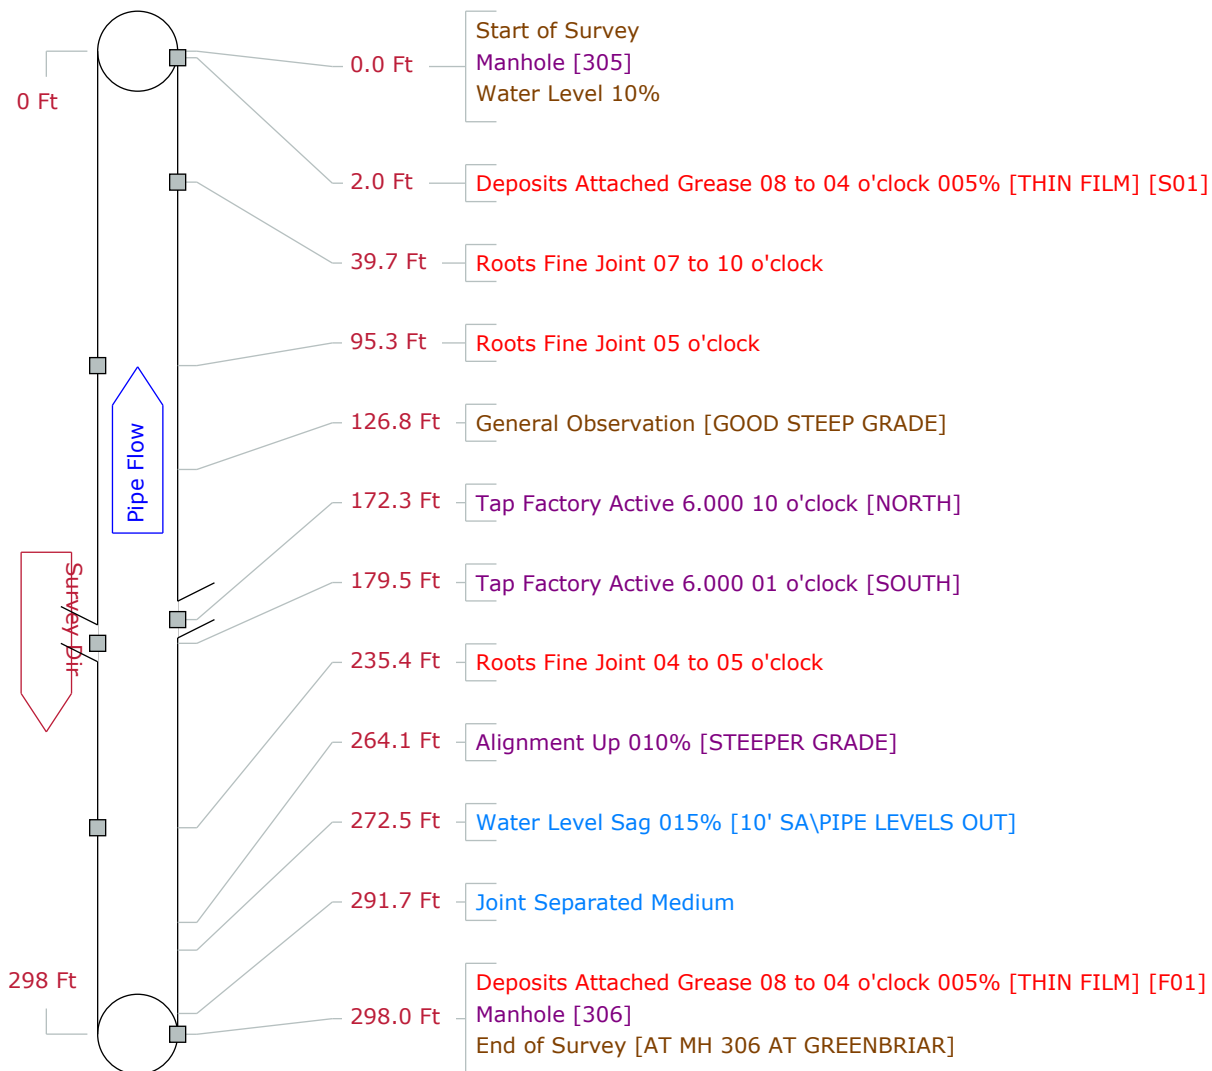 0 Ft
0.0 Ft
Start of Survey
Manhole [305]
Water Level 10%
2.0 Ft
Deposits Attached Grease 08 to 04 o'clock 005% [THIN FILM] [S01]
39.7 Ft
Roots Fine Joint 07 to 10 o'clock
95.3 Ft
Roots Fine Joint 05 o'clock
126.8 Ft
General Observation [GOOD STEEP GRADE]
Pipe Flow
172.3 Ft
Tap Factory Active 6.000 10 o'clock [NORTH]
179.5 Ft
Tap Factory Active 6.000 01 o'clock [SOUTH]
Survey Dir
235.4 Ft
Roots Fine Joint 04 to 05 o'clock
264.1 Ft
Alignment Up 010% [STEEPER GRADE]
272.5 Ft
Water Level Sag 015% [10' SA\PIPE LEVELS OUT]
291.7 Ft
Joint Separated Medium
298 Ft
298.0 Ft
Deposits Attached Grease 08 to 04 o'clock 005% [THIN FILM] [F01]
Manhole [306]
End of Survey [AT MH 306 AT GREENBRIAR]